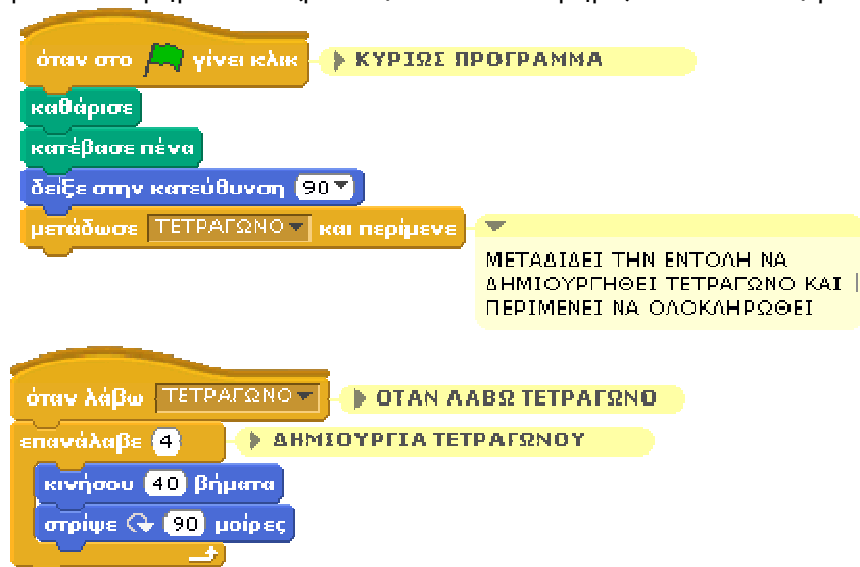 όταν στο γίνει κλικ ΚΥΡΙΩΣ ΠΡΟΓΡΑΜΜΑ
καθάρισε
κατέβασε πένα
δείξε στην κατεύθυνση 90
μετάδωσε ΤΕΤΡΑΓΩΝΟ και περίμενε
ΜΕΤΑΔΙΔΕΙ ΤΗΝ ΕΝΤΟΛΗ ΝΑ
ΔΗΜΙΟΥΡΓΗΘΕΙ ΤΕΤΡΑΓΩΝΟ ΚΑΙ
ΠΕΡΙΜΕΝΕΙ ΝΑ ΟΛΟΚΛΗΡΩΘΕΙ
όταν λάβω ΤΕΤΡΑΓΩΝΟ ΟΤΑΝ ΛΑΒΩ ΤΕΤΡΑΓΩΝΟ
επανάλαβε 4 ΔΗΜΙΟΥΡΓΙΑ ΤΕΤΡΑΓΩΝΟΥ
κινήσου 40 βήματα
στρίψε 90 μοίρες